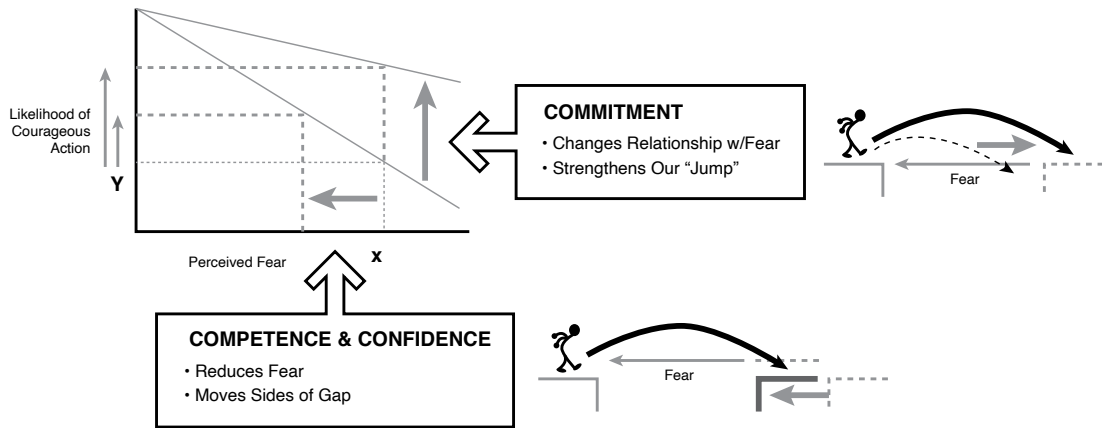 Likelihood of
Courageous
Action
Y
Perceived Fear
x
COMMITMENT
• Changes Relationship w/Fear
• Strengthens Our “Jump”
Fear
COMPETENCE & CONFIDENCE
• Reduces Fear
• Moves Sides of Gap
Fear